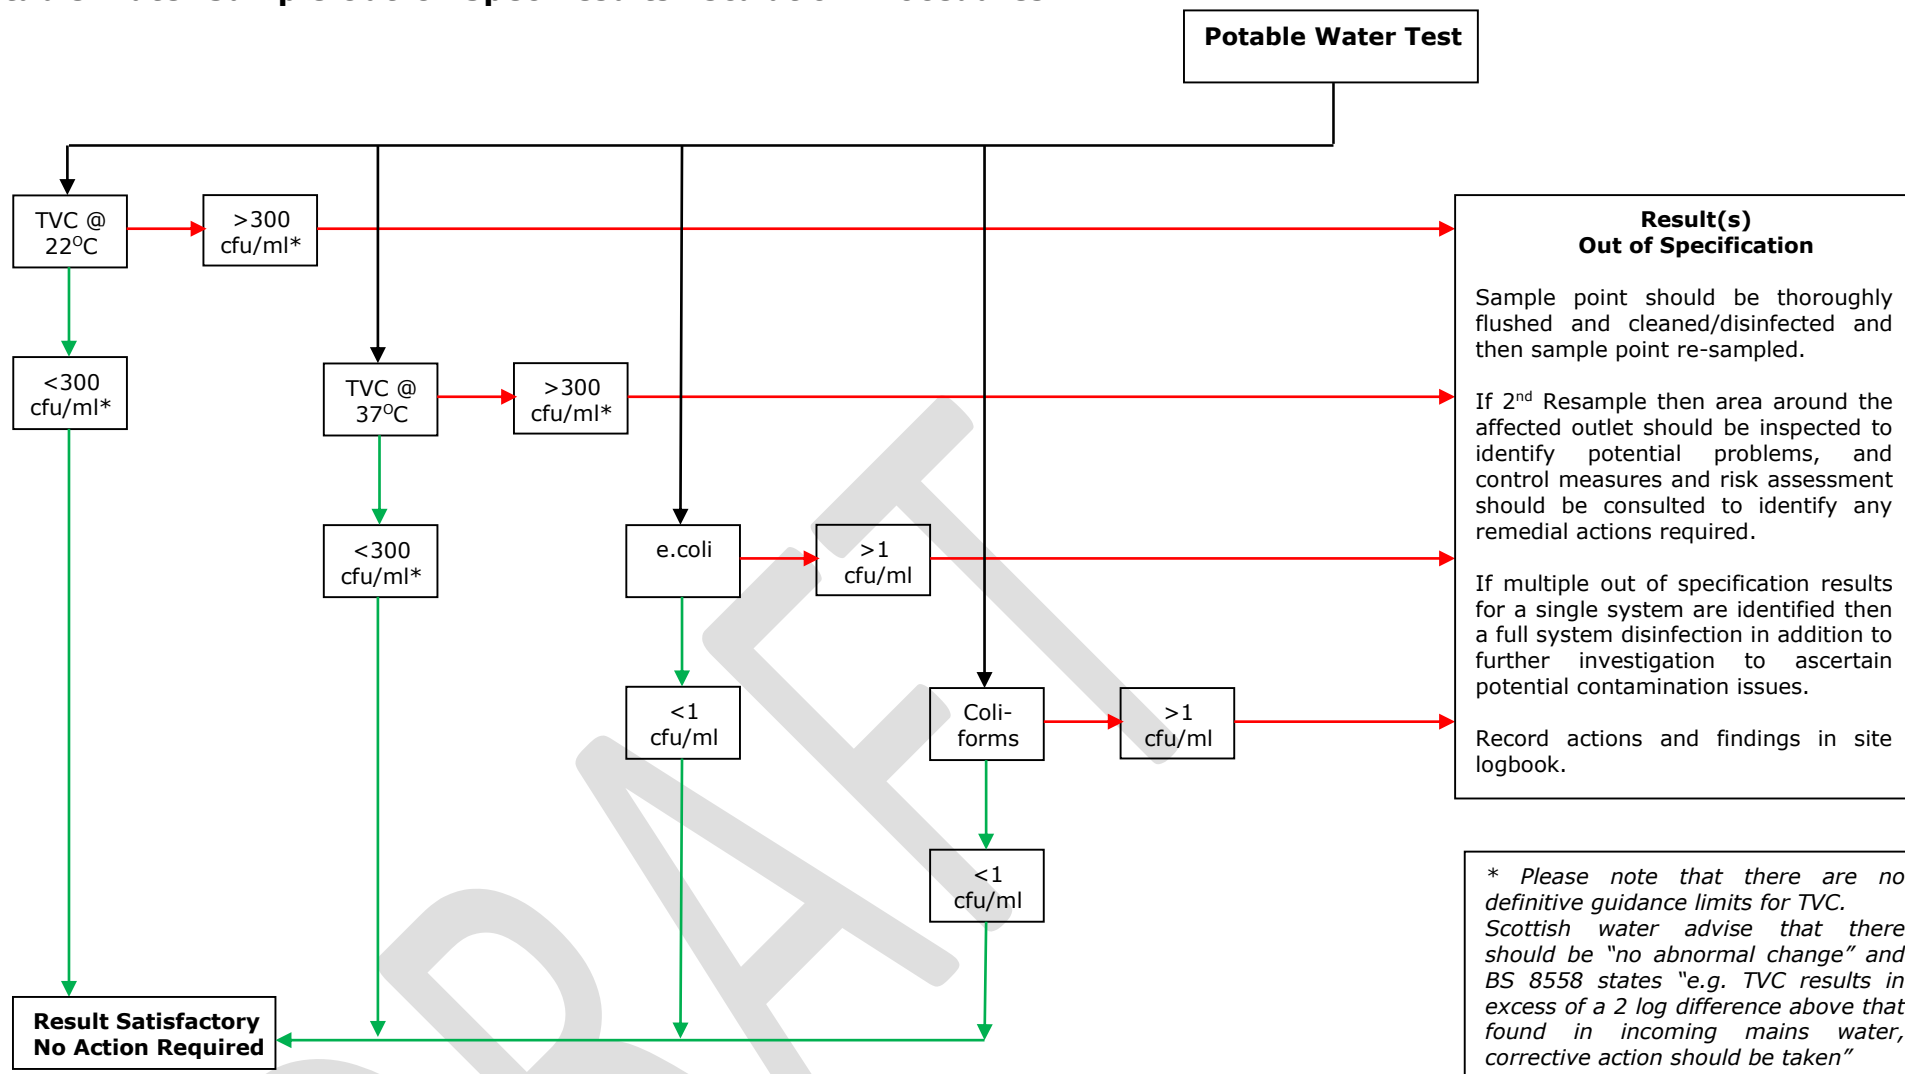 Potable Water Test
TVC @
22⁰C
>300
cfu/ml*
<300
cfu/ml*
TVC @
37⁰C
>300
cfu/ml*
<300
cfu/ml*
e.coli
>1
cfu/ml
<1
cfu/ml
Coli-
forms
>1
cfu/ml
<1
cfu/ml
Result Satisfactory
No Action Required
Result(s)
Out of Specification
Sample point should be thoroughly
flushed and cleaned/disinfected and
then sample point re-sampled.
If 2nd Resample then area around the
affected outlet should be inspected to
identify potential problems, and
control measures and risk assessment
should be consulted to identify any
remedial actions required.
If multiple out of specification results
for a single system are identified then
a full system disinfection in addition to
further investigation to ascertain
potential contamination issues.
Record actions and findings in site
logbook.
* Please note that there are no
definitive guidance limits for TVC.
Scottish water advise that there
should be “no abnormal change” and
BS 8558 states “e.g. TVC results in
excess of a 2 log difference above that
found in incoming mains water,
corrective action should be taken”
DRAFT